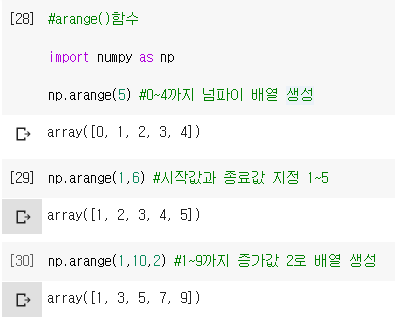 [28] #arange()함수
import numpy as np
np.arange(5) #0~4까지 넘파이 배열 생성
array([0, 1, 2, 3, 4])
[29] np.arange(1,6) #시작값과 종료값 지정 1~5
array([1, 2, 3, 4, 5])
[30] np.arange(1,10,2) #1~9까지 증가값 2로 배열 생성
array([1, 3, 5, 7, 9])